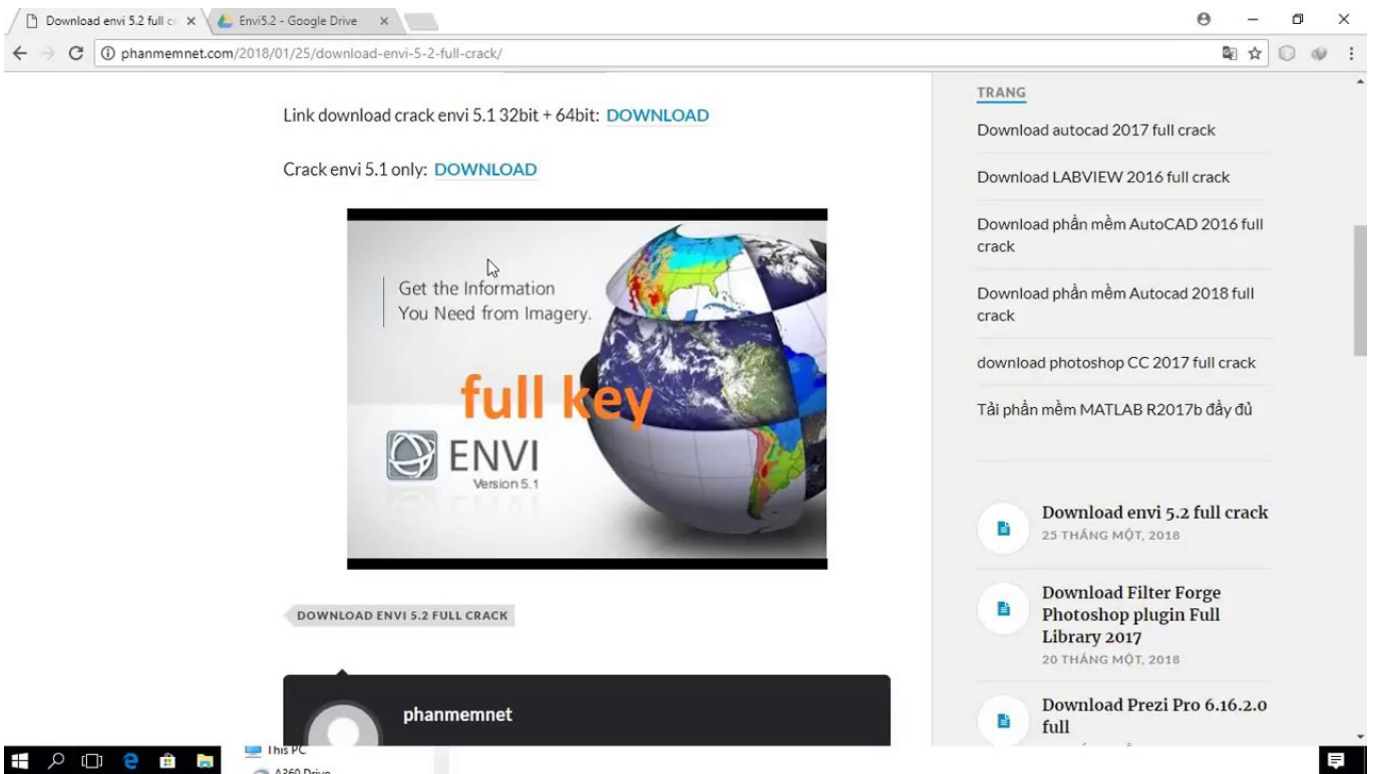 Download envi 5.2 full c
Envi5.2 - Google Drive
phanmemnet.com/2018/01/25/download-envi-5-2-full-crack/
Link download crack envi 5.1 32bit + 64bit: DOWNLOAD
Crack envi 5.1 only: DOWNLOAD
Get the Information
You Need from Imagery.
full key
ENVI
Version 5.1
DOWNLOAD ENVI 5.2 FULL CRACK
phanmemnet
TRANG
Download autocad 2017 full crack
Download LABVIEW 2016 full crack
Download phần mềm AutoCAD 2016 full
crack
Download phần mềm Autocad 2018 full
crack
download photoshop CC 2017 full crack
Tải phần mềm MATLAB R2017b đầy đủ
Download envi 5.2 full crack
25 THÁNG MỘT, 2018
Download Filter Forge
Photoshop plugin Full
Library 2017
20 THÁNG MỘT, 2018
Download Prezi Pro 6.16.2.0
full
This PC
A360 Drive